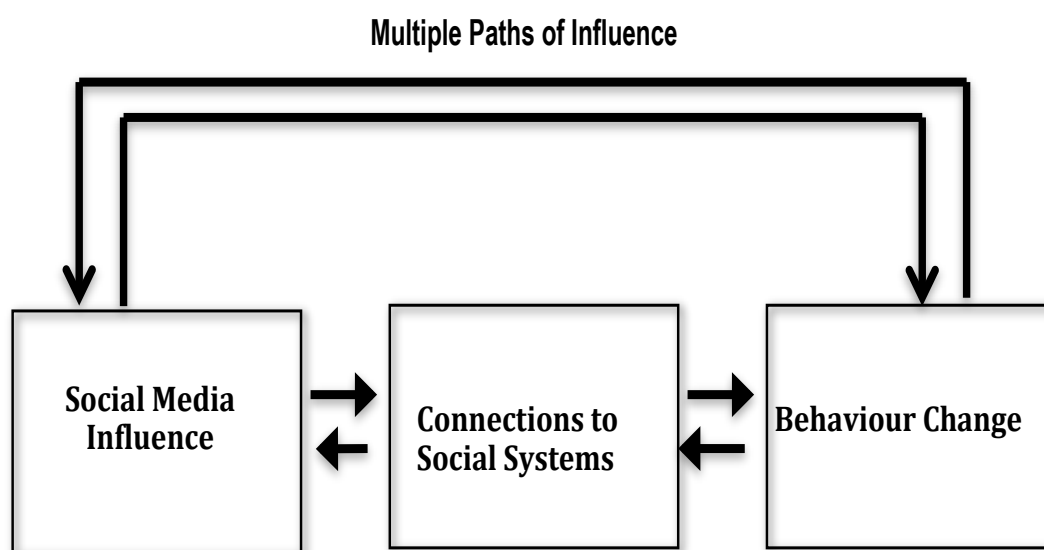 Multiple Paths of Influence
Social Media
Influence
Connections to
Social Systems
Behaviour Change